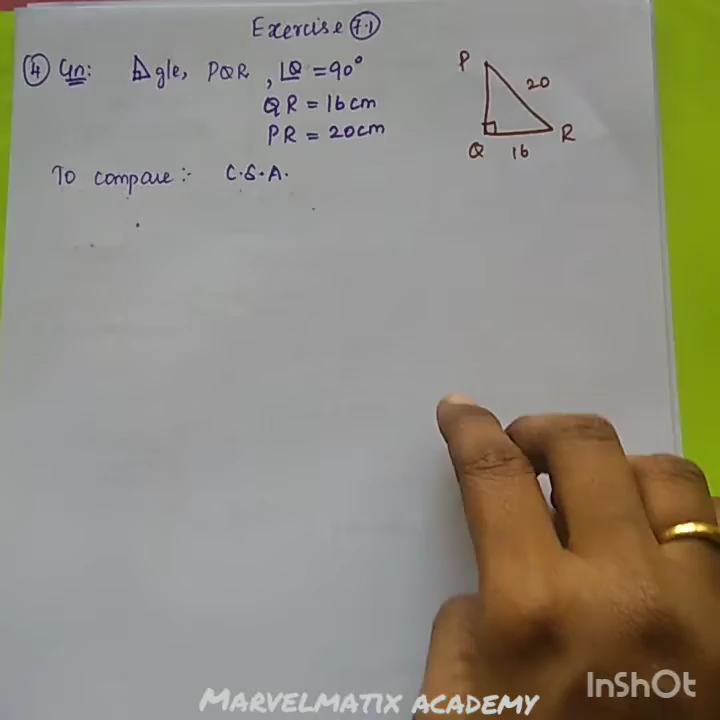 Exercise 7.1
4 Gn: ⊿gle, PQR, ∠Q = 90°
QR = 16cm
PR = 20cm
P
20
Q
16
R
To compare :- C.S.A.
InShOt
MARVELMATIX ACADEMY